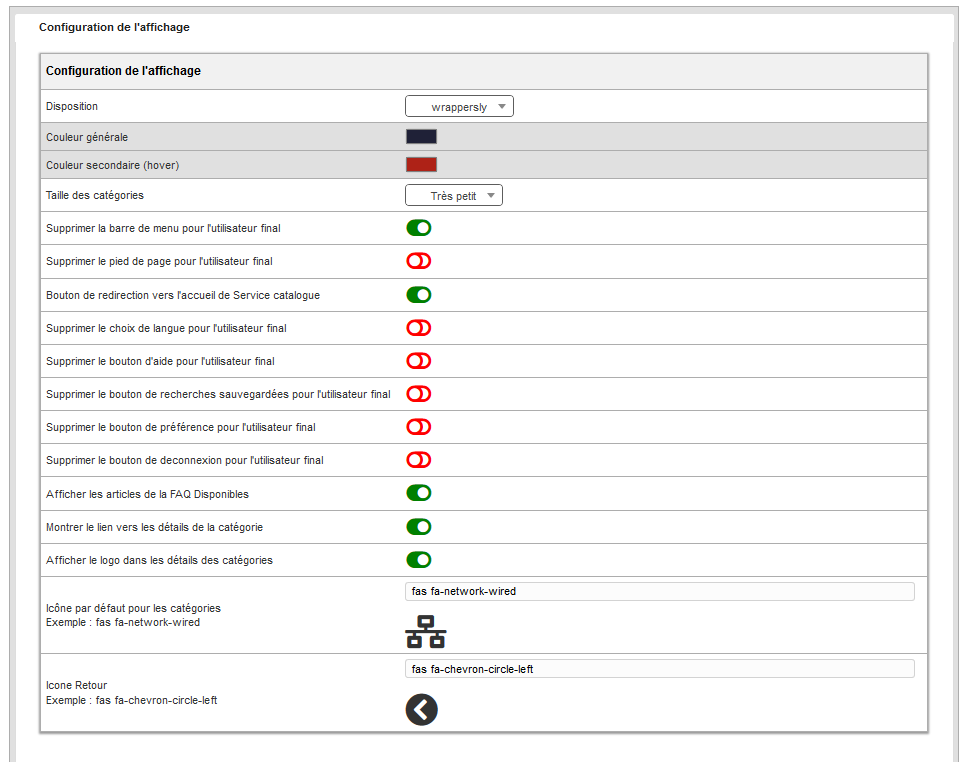 Configuration de l'affichage
Configuration de l'affichage
Disposition
wrappersly
Couleur générale
Couleur secondaire (hover)
Taille des catégories
Très petit
Supprimer la barre de menu pour l'utilisateur final
Supprimer le pied de page pour l'utilisateur final
Bouton de redirection vers l'accueil de Service catalogue
Supprimer le choix de langue pour l'utilisateur final
Supprimer le bouton d'aide pour l'utilisateur final
Supprimer le bouton de recherches sauvegardées pour l'utilisateur final
Supprimer le bouton de préférence pour l'utilisateur final
Supprimer le bouton de deconnexion pour l'utilisateur final
Afficher les articles de la FAQ Disponibles
Montrer le lien vers les détails de la catégorie
Afficher le logo dans les détails des catégories
fas fa-network-wired
Icône par défaut pour les catégories
Exemple : fas fa-network-wired
fas fa-chevron-circle-left
Icone Retour
Exemple : fas fa-chevron-circle-left